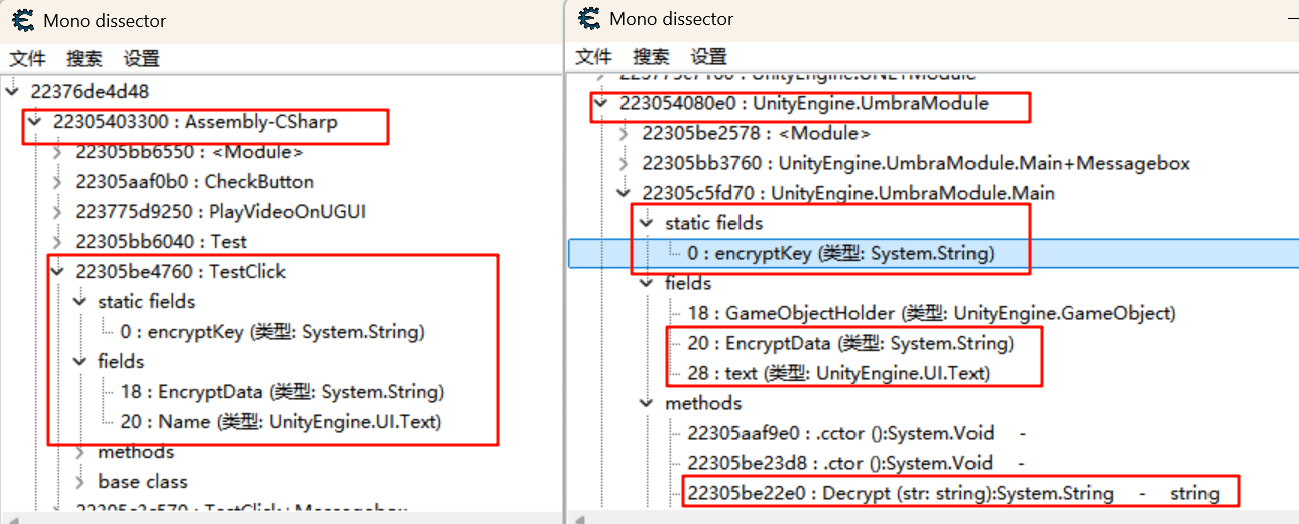 Mono dissector
文件 搜索 设置
22376de4d48
22305403300 : Assembly-CSharp
22305bb6550 : <Module>
22305aaf0b0 : CheckButton
223775d9250 : PlayVideoOnUGUI
22305bb6040 : Test
22305be4760 : TestClick
static fields
0 : encryptKey (类型: System.String)
fields
18 : EncryptData (类型: System.String)
20 : Name (类型: UnityEngine.UI.Text)
methods
base class
Mono dissector
文件 搜索 设置
223054080e0 : UnityEngine.UmbraModule
22305be2578 : <Module>
22305bb3760 : UnityEngine.UmbraModule.Main+Messagebox
22305c5fd70 : UnityEngine.UmbraModule.Main
static fields
0 : encryptKey (类型: System.String)
fields
18 : GameObjectHolder (类型: UnityEngine.GameObject)
20 : EncryptData (类型: System.String)
28 : text (类型: UnityEngine.UI.Text)
methods
22305aaf9e0 : .cctor ():System.Void -
22305be23d8 : .ctor ():System.Void -
22305be22e0 : Decrypt (str: string):System.String - string